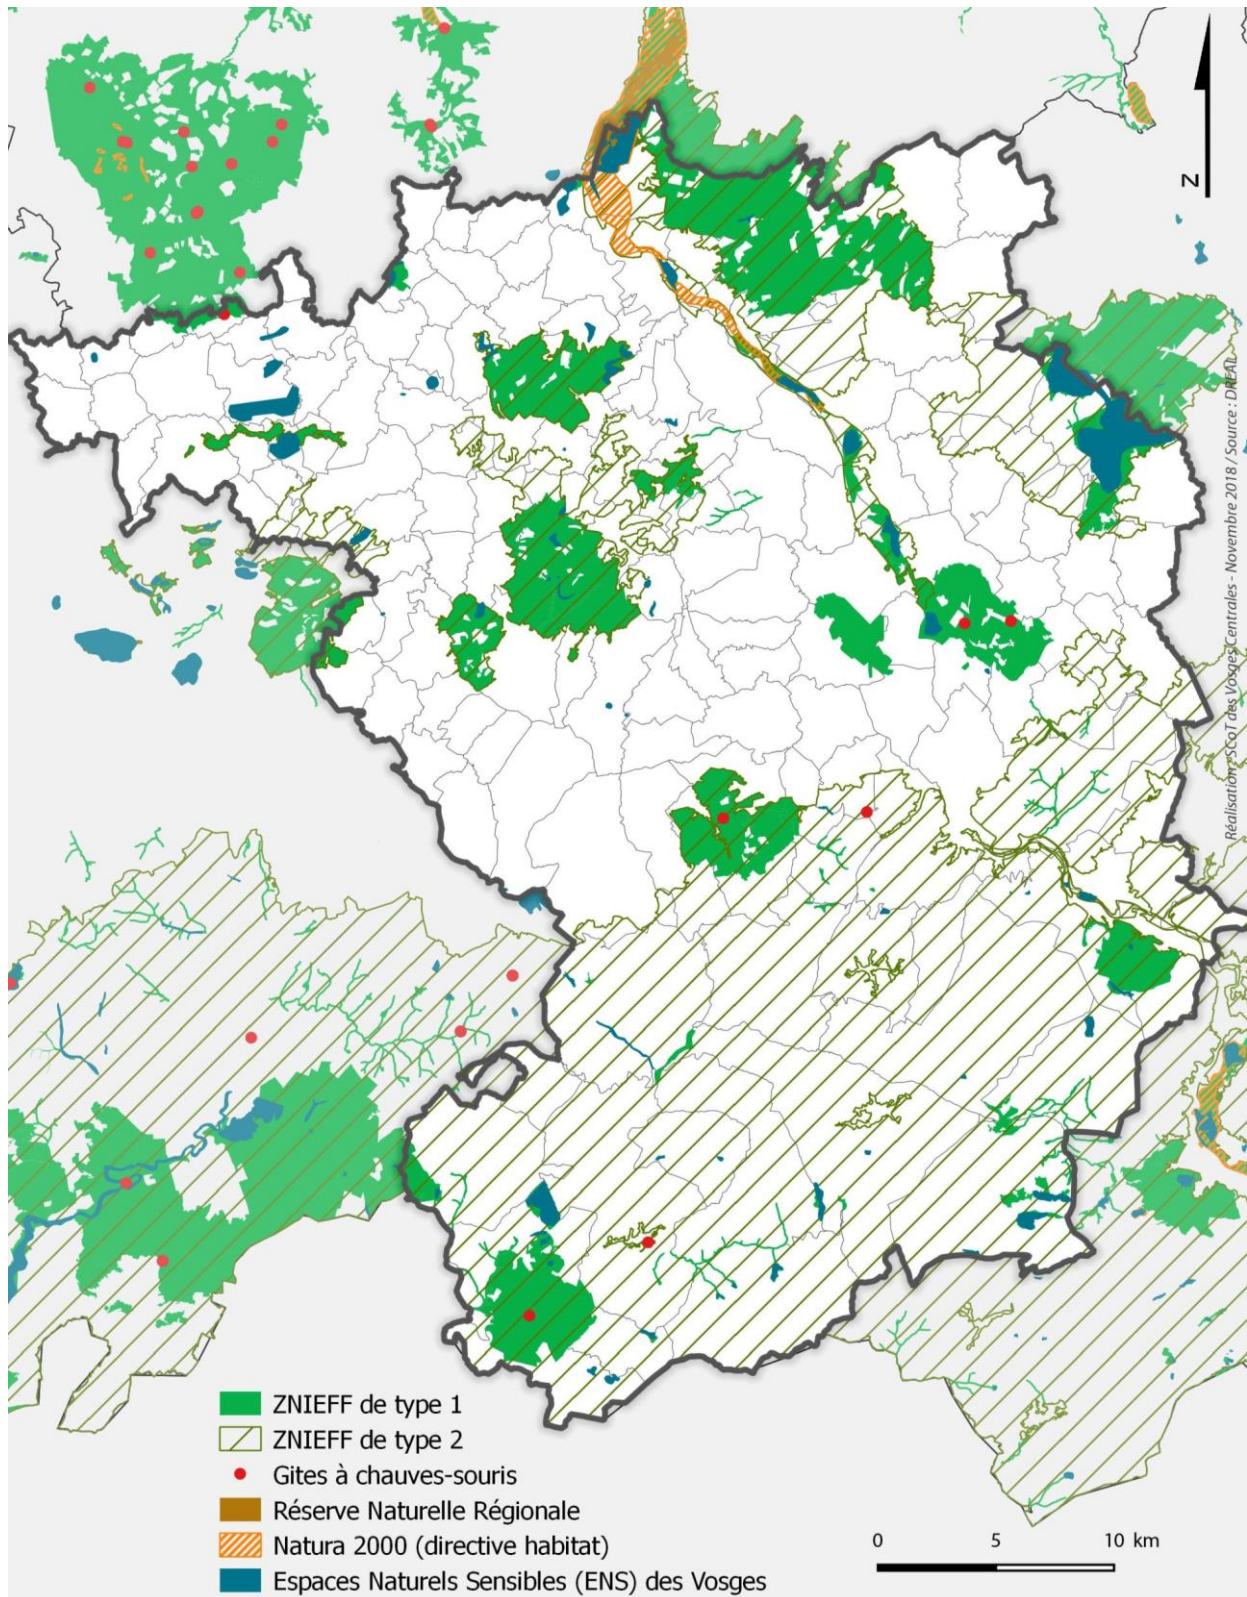 N
Réalisation : SCoT des Vosges Centrales - Novembre 2018 / Source : DREAL
ZNIEFF de type 1
ZNIEFF de type 2
Gites à chauves-souris
Réserve Naturelle Régionale
Natura 2000 (directive habitat)
Espaces Naturels Sensibles (ENS) des Vosges
0 5 10 km